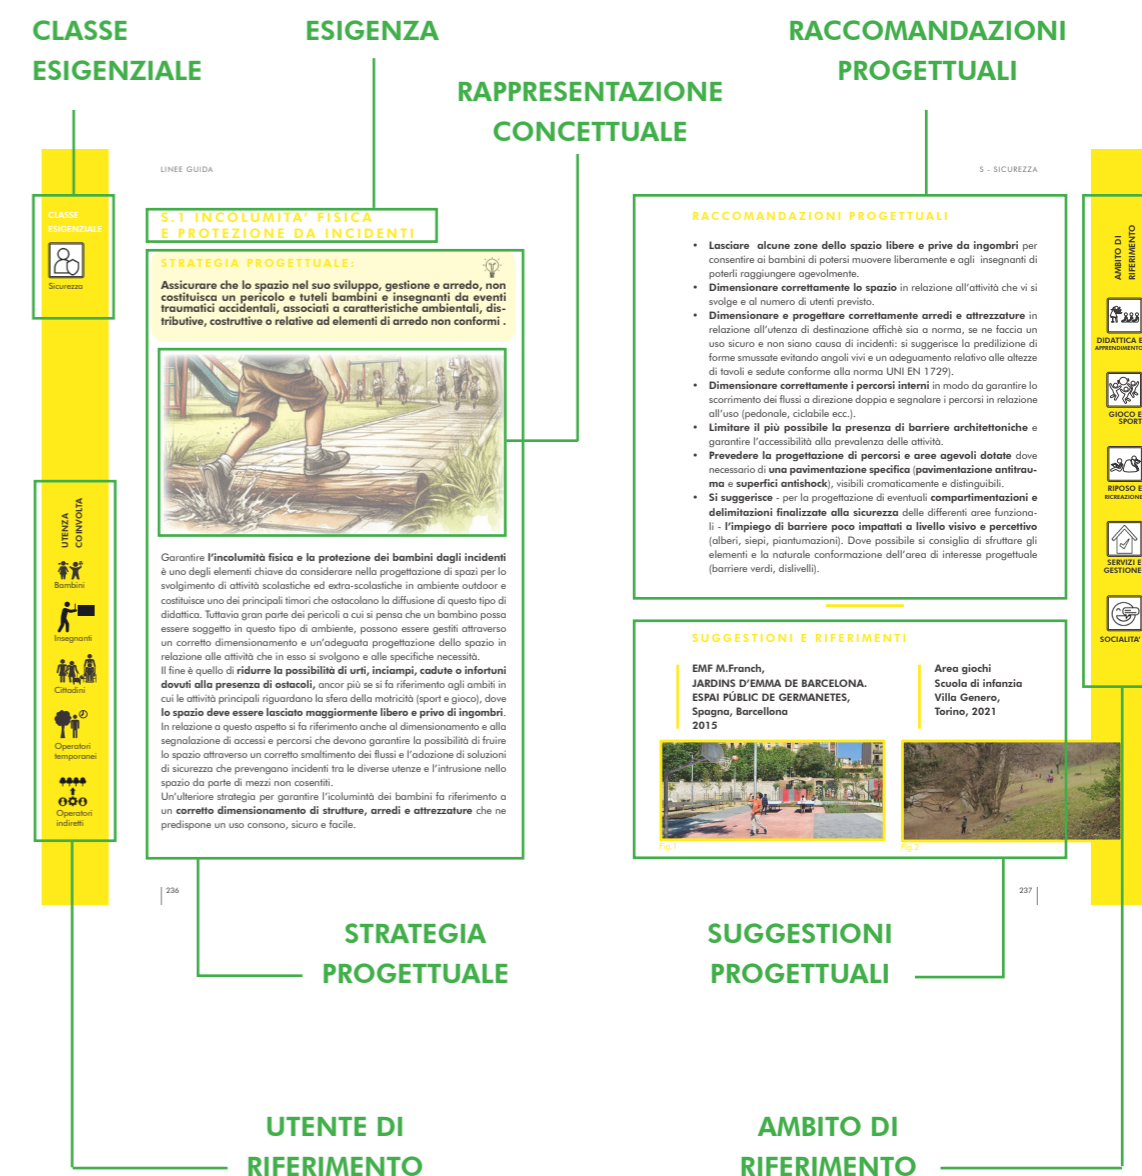 CLASSE
ESIGENZIALE
ESIGENZA
RAPPRESENTAZIONE
CONCETTUALE
RACCOMANDAZIONI
PROGETTUALI
LINEE GUIDA
CLASSE
ESIGENZIALE
Sicurezza
UTENZA
COINVOLTA
Bambini
Insegnanti
Cittadini
Operatori
temporanei
Operatori
indiretti
S.1 INCOLUMITA' FISICA
E PROTEZIONE DA INCIDENTI
STRATEGIA PROGETTUALE:
Assicurare che lo spazio nel suo sviluppo, gestione e arredo, non
costituisca un pericolo e tuteli bambini e insegnanti da eventi
traumatici accidentali, associati a caratteristiche ambientali, dis-
tributive, costruttive o relative ad elementi di arredo non conformi .
Garantire l'incolumità fisica e la protezione dei bambini dagli incidenti
è uno degli elementi chiave da considerare nella progettazione di spazi per lo
svolgimento di attività scolastiche ed extra-scolastiche in ambiente outdoor e
costituisce uno dei principali timori che ostacolano la diffusione di questo tipo di
didattica. Tuttavia gran parte dei pericoli a cui si pensa che un bambino possa
essere soggetto in questo tipo di ambiente, possono essere gestiti attraverso
un corretto dimensionamento e un'adeguata progettazione dello spazio in
relazione alle attività che in esso si svolgono e alle specifiche necessità.
Il fine è quello di ridurre la possibilità di urti, inciampi, cadute o infortuni
dovuti alla presenza di ostacoli, ancor più se si fa riferimento agli ambiti in
cui le attività principali riguardano la sfera della motricità (sport e gioco), dove
lo spazio deve essere lasciato maggiormente libero e privo di ingombri.
In relazione a questo aspetto si fa riferimento anche al dimensionamento e alla
segnalazione di accessi e percorsi che devono garantire la possibilità di fruire
lo spazio attraverso un corretto smaltimento dei flussi e l'adozione di soluzioni
di sicurezza che prevengano incidenti tra le diverse utenze e l'intrusione nello
spazio da parte di mezzi non cosentiti.
Un'ulteriore strategia per garantire l'icolumintà dei bambini fa riferimento a
un corretto dimensionamento di strutture, arredi e attrezzature che ne
predispone un uso consono, sicuro e facile.
236
S - SICUREZZA
RACCOMANDAZIONI PROGETTUALI
• Lasciare alcune zone dello spazio libere e prive da ingombri per
consentire ai bambini di potersi muovere liberamente e agli insegnanti di
poterli raggiungere agevolmente.
• Dimensionare correttamente lo spazio in relazione all'attività che vi si
svolge e al numero di utenti previsto.
• Dimensionare e progettare correttamente arredi e attrezzature in
relazione all'utenza di destinazione affichè sia a norma, se ne faccia un
uso sicuro e non siano causa di incidenti: si suggerisce la predilizione di
forme smussate evitando angoli vivi e un adeguamento relativo alle altezze
di tavoli e sedute conforme alla norma UNI EN 1729).
• Dimensionare correttamente i percorsi interni in modo da garantire lo
scorrimento dei flussi a direzione doppia e segnalare i percorsi in relazione
all'uso (pedonale, ciclabile ecc.).
• Limitare il più possibile la presenza di barriere architettoniche e
garantire l'accessibilità alla prevalenza delle attività.
• Prevedere la progettazione di percorsi e aree agevoli dotate dove
necessario di una pavimentazione specifica (pavimentazione antitrau-
ma e superfici antishock), visibili cromaticamente e distinguibili.
• Si suggerisce - per la progettazione di eventuali compartimentazioni e
delimitazioni finalizzate alla sicurezza delle differenti aree funziona-
li - l'impiego di barriere poco impattati a livello visivo e percettivo
(alberi, siepi, piantumazioni). Dove possibile si consiglia di sfruttare gli
elementi e la naturale conformazione dell'area di interesse progettuale
(barriere verdi, dislivelli).
SUGGESTIONI E RIFERIMENTI
EMF M.Franch,
JARDINS D'EMMA DE BARCELONA.
ESPAI PÚBLIC DE GERMANETES,
Spagna, Barcellona
2015
Area giochi
Scuola di infanzia
Villa Genero,
Torino, 2021
Fig.1
Fig.2
237
AMBITO DI
RIFERIMENTO
DIDATTICA E
APPRENDIMENTO
GIOCO E
SPORT
RIPOSO E
RICREAZIONE
SERVIZI E
GESTIONE
SOCIALITA'
STRATEGIA
PROGETTUALE
SUGGESTIONI
PROGETTUALI
UTENTE DI
RIFERIMENTO
AMBITO DI
RIFERIMENTO